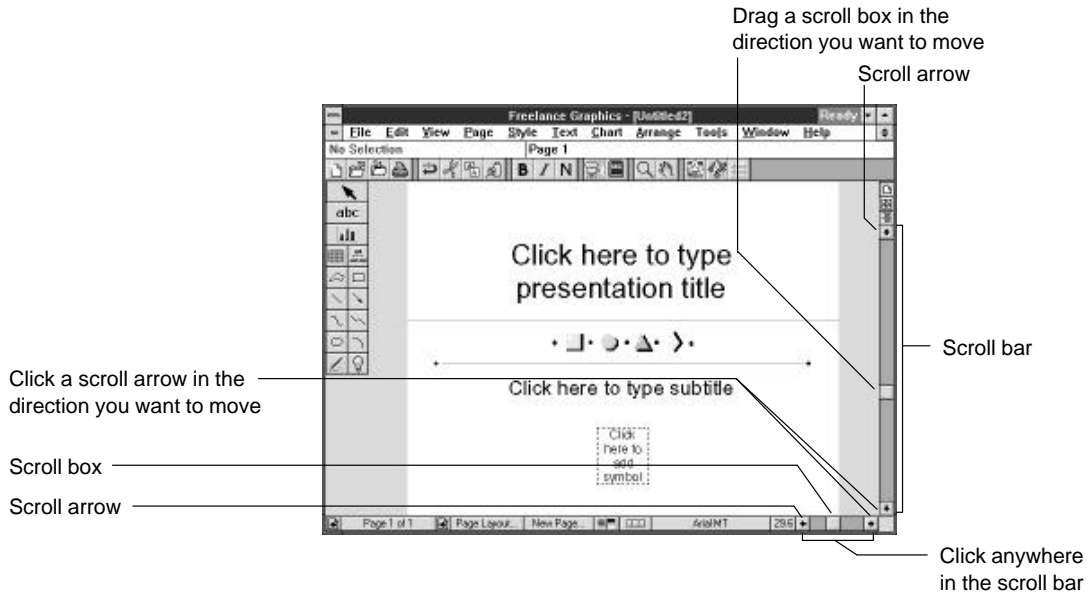 Drag a scroll box in the
direction you want to move
Scroll arrow
Freelance Graphics - [Untitled2]
Ready
File Edit View Page Style Text Chart Arrange Tools Window Help
No Selection
Page 1
B I N
abc
Click here to type
presentation title
Scroll bar
Click a scroll arrow in the
direction you want to move
Click here to type subtitle
Click
here to
add
symbol
Scroll box
Scroll arrow
Page 1 of 1 Page Layout... New Page... Arial MT 29.6
Click anywhere
in the scroll bar